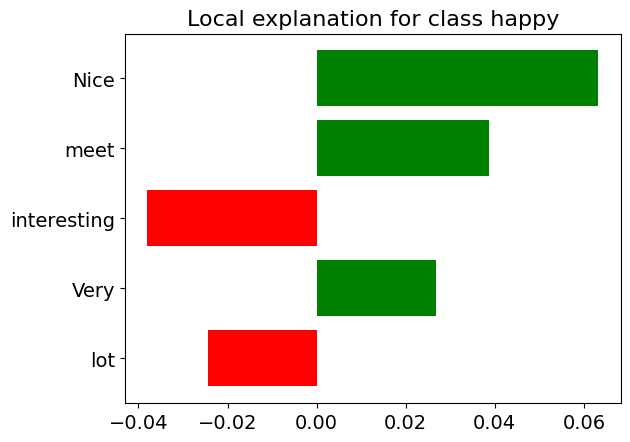 Local explanation for class happy
Nice
meet
interesting
Very
lot
−0.04 −0.02 0.00 0.02 0.04 0.06